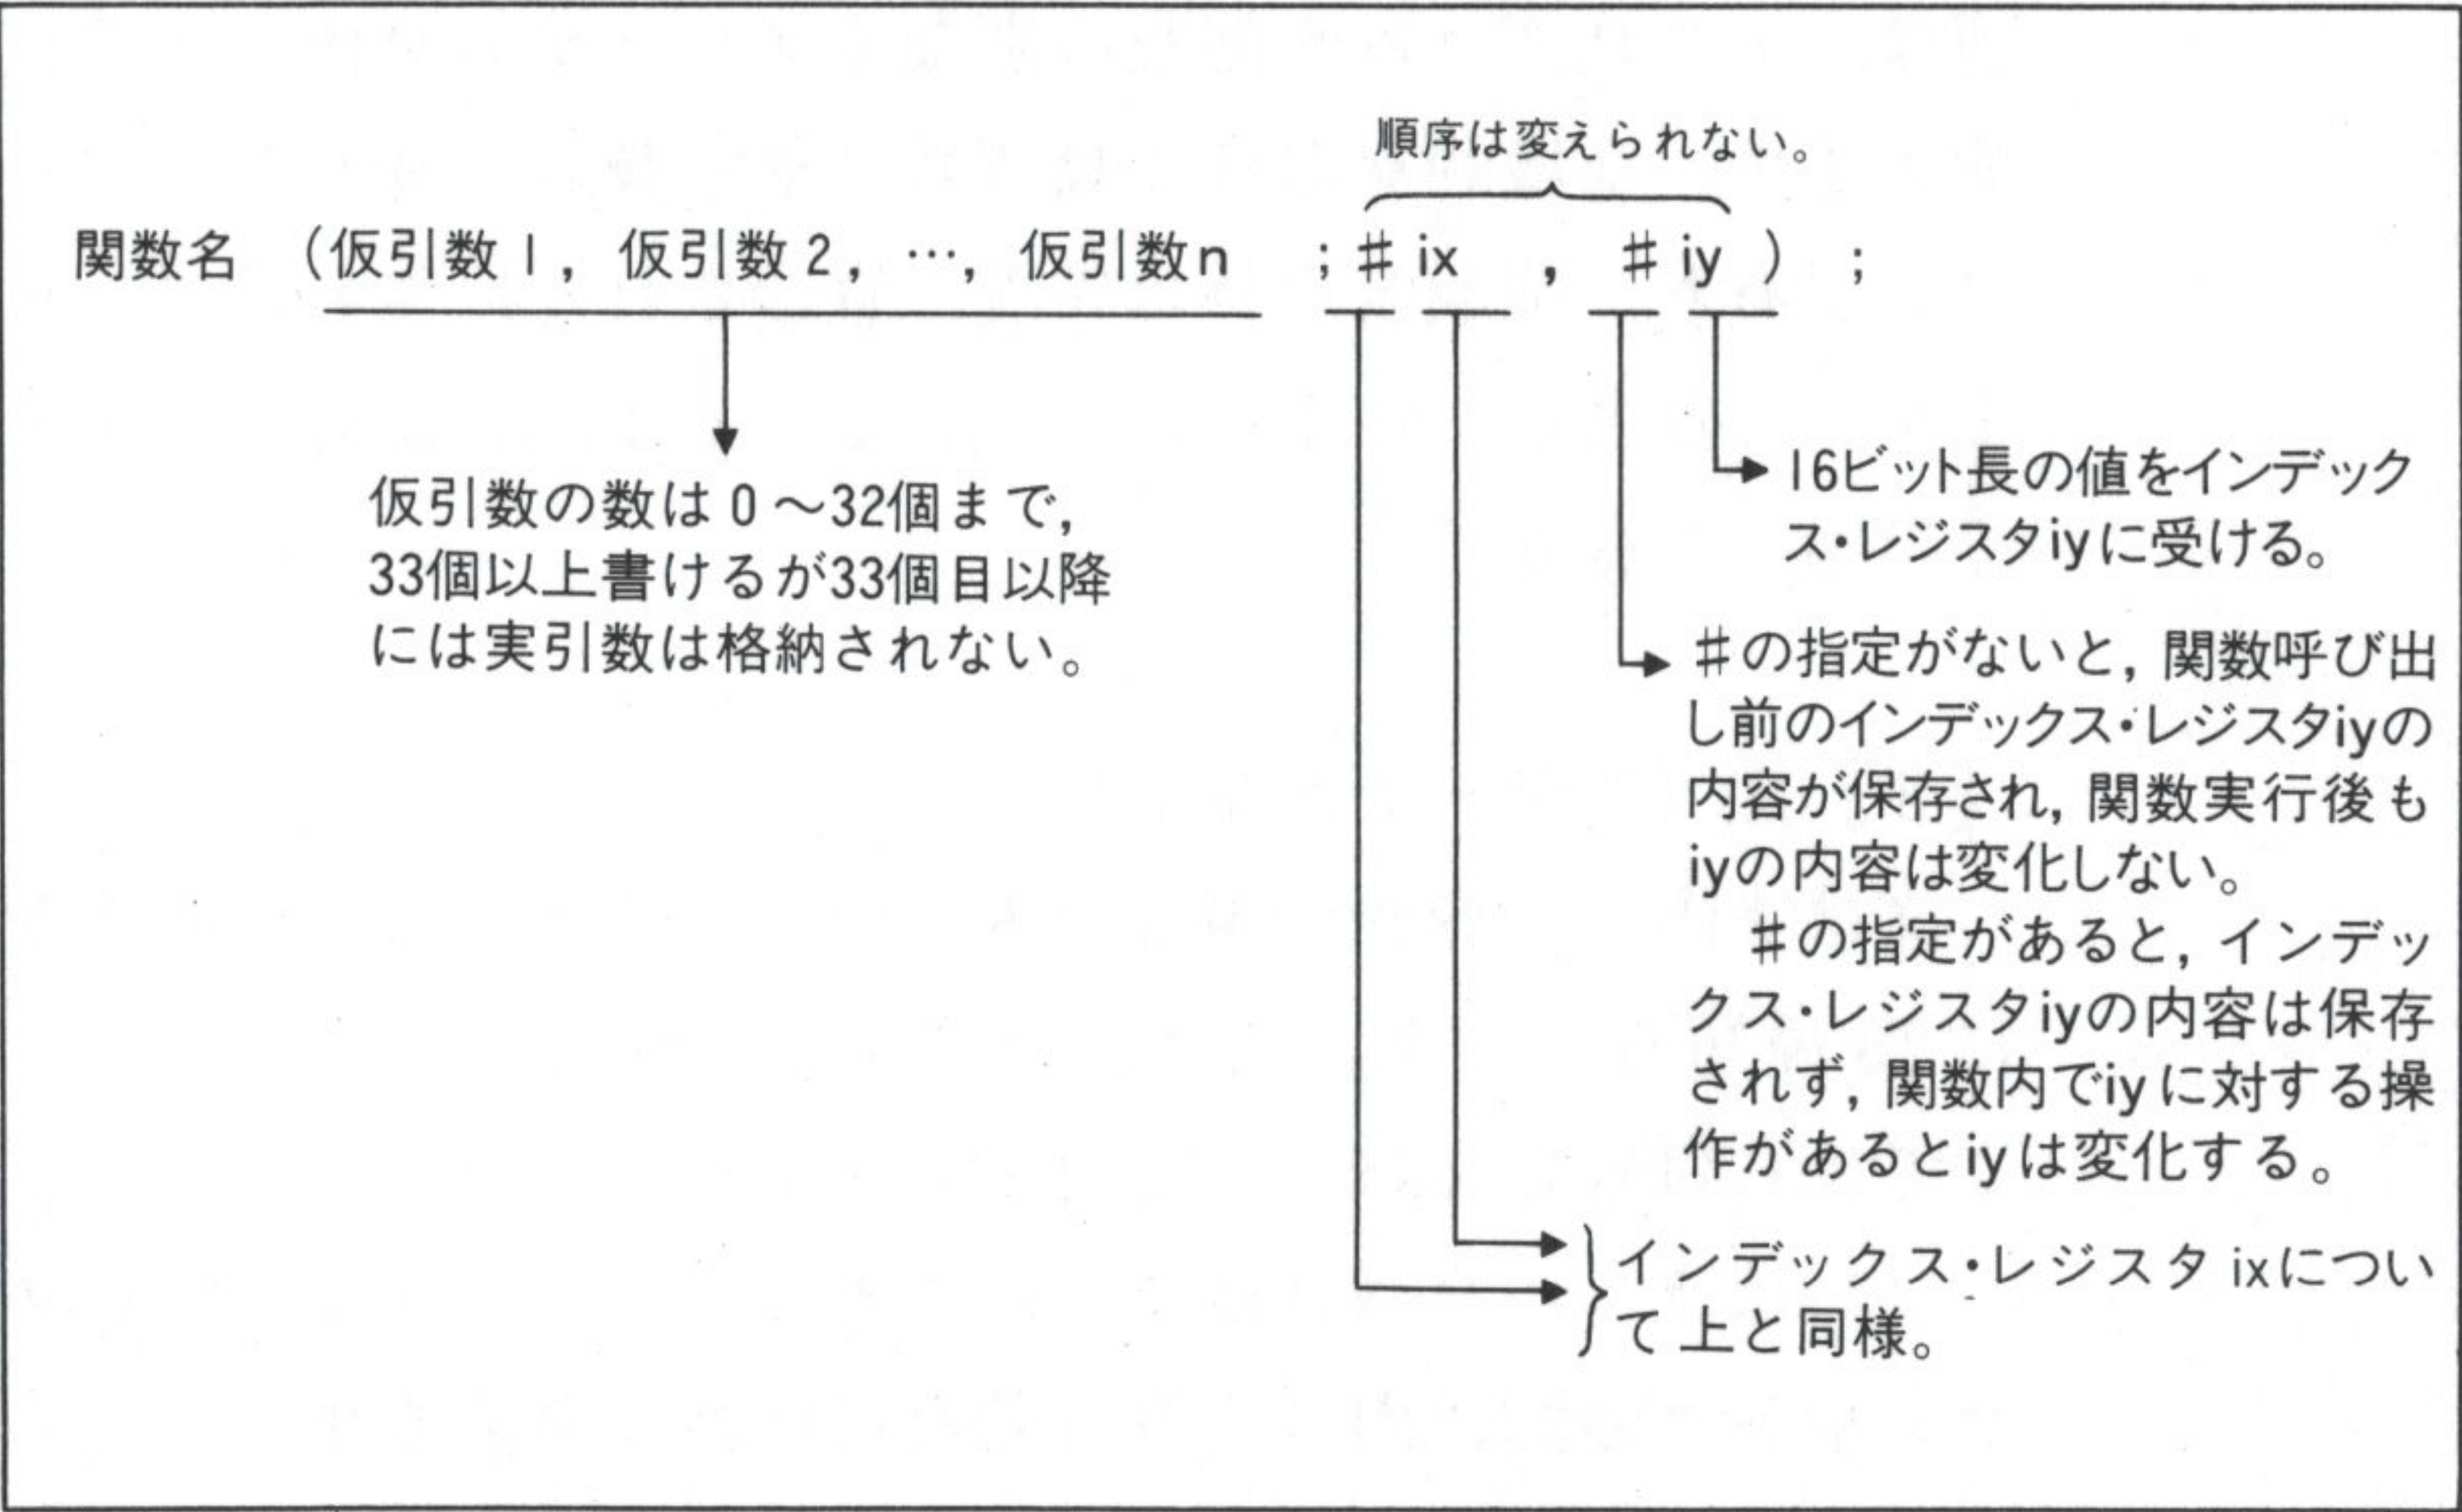 順序は変えられない。
関数名 （仮引数1, 仮引数2, …, 仮引数n ；＃ix , ＃iy） ；
仮引数の数は0～32個まで,
33個以上書けるが33個目以降
には実引数は格納されない。
16ビット長の値をインデック
ス・レジスタiyに受ける。
＃の指定がないと, 関数呼び出
し前のインデックス・レジスタiyの
内容が保存され, 関数実行後も
iyの内容は変化しない。
＃の指定があると, インデッ
クス・レジスタiyの内容は保存
されず, 関数内でiyに対する操
作があるとiyは変化する。
インデックス・レジスタixについ
て上と同様。